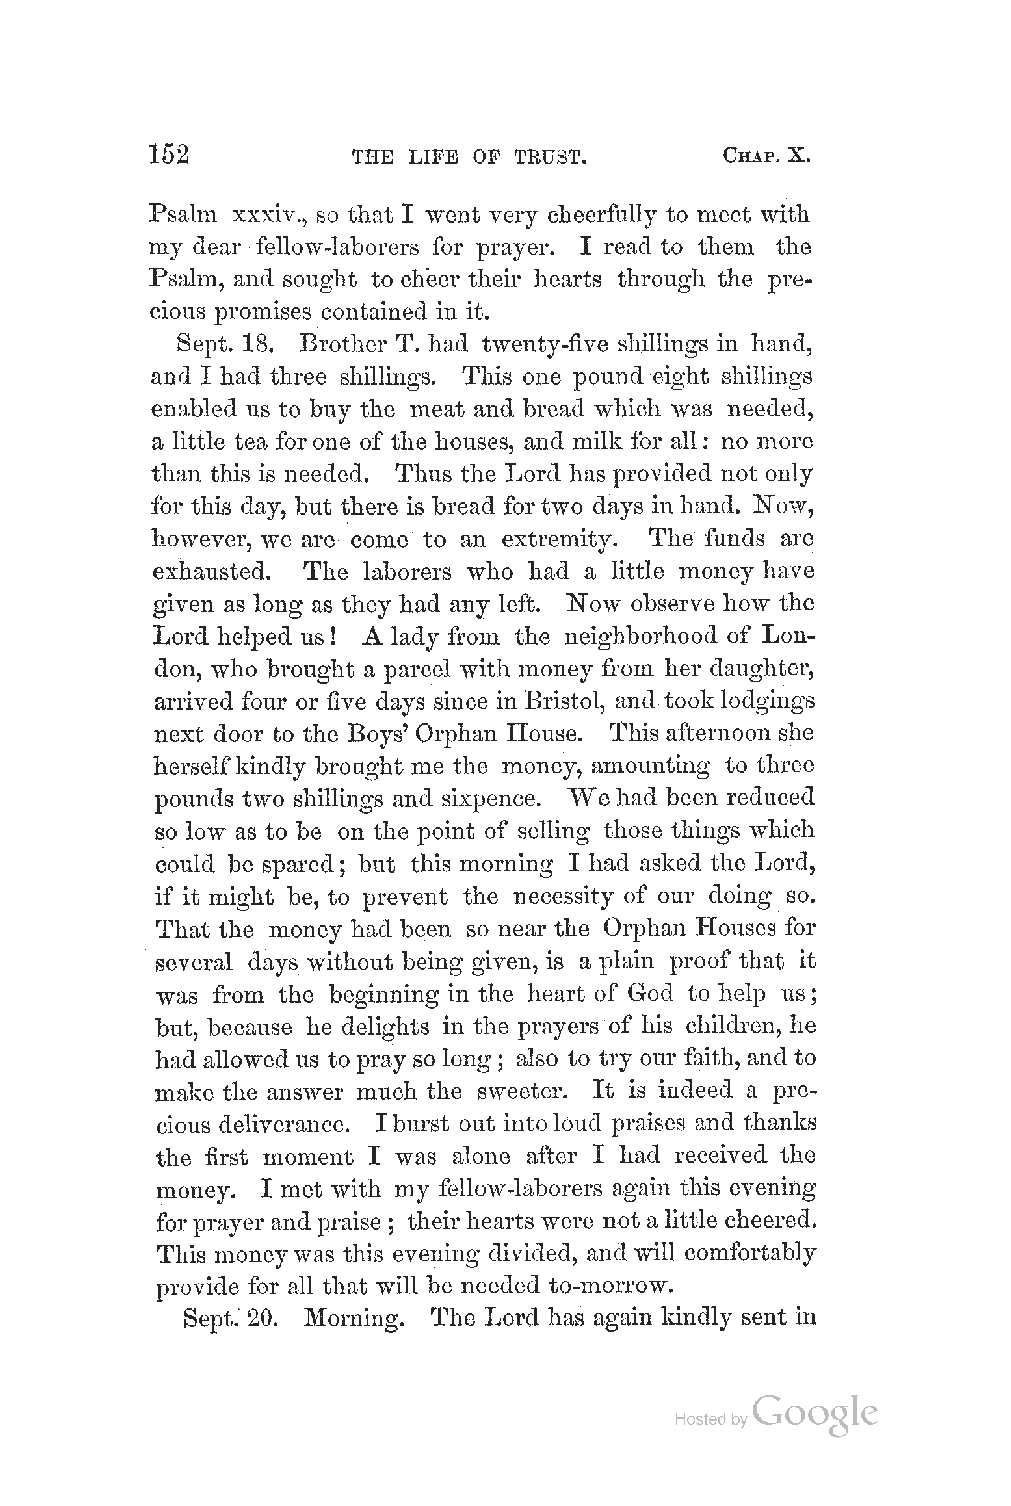 152 THE LIFE OF TRUST. CHAP. X.
Psalm xxxiv., so that I went very cheerfully to meet with
my dear fellow-laborers for prayer. I read to them the
Psalm, and sought to cheer their hearts through the pre-
cious promises contained in it.
Sept. 18. Brother T. had twenty-five shillings in hand,
and I had three shillings. This one pound eight shillings
enabled us to buy the meat and bread which was needed,
a little tea for one of the houses, and milk for all: no more
than this is needed. Thus the Lord has provided not only
for this day, but there is bread for two days in hand. Now,
however, we are come to an extremity. The funds are
exhausted. The laborers who had a little money have
given as long as they had any left. Now observe how the
Lord helped us! A lady from the neighborhood of Lon-
don, who brought a parcel with money from her daughter,
arrived four or five days since in Bristol, and took lodgings
next door to the Boys' Orphan House. This afternoon she
herself kindly brought me the money, amounting to three
pounds two shillings and sixpence. We had been reduced
so low as to be on the point of selling those things which
could be spared; but this morning I had asked the Lord,
if it might be, to prevent the necessity of our doing so.
That the money had been so near the Orphan Houses for
several days without being given, is a plain proof that it
was from the beginning in the heart of God to help us;
but, because he delights in the prayers of his children, he
had allowed us to pray so long; also to try our faith, and to
make the answer much the sweeter. It is indeed a pre-
cious deliverance. I burst out into loud praises and thanks
the first moment I was alone after I had received the
money. I met with my fellow-laborers again this evening
for prayer and praise; their hearts were not a little cheered.
This money was this evening divided, and will comfortably
provide for all that will be needed to-morrow.
Sept. 20. Morning. The Lord has again kindly sent in
Hosted by Google